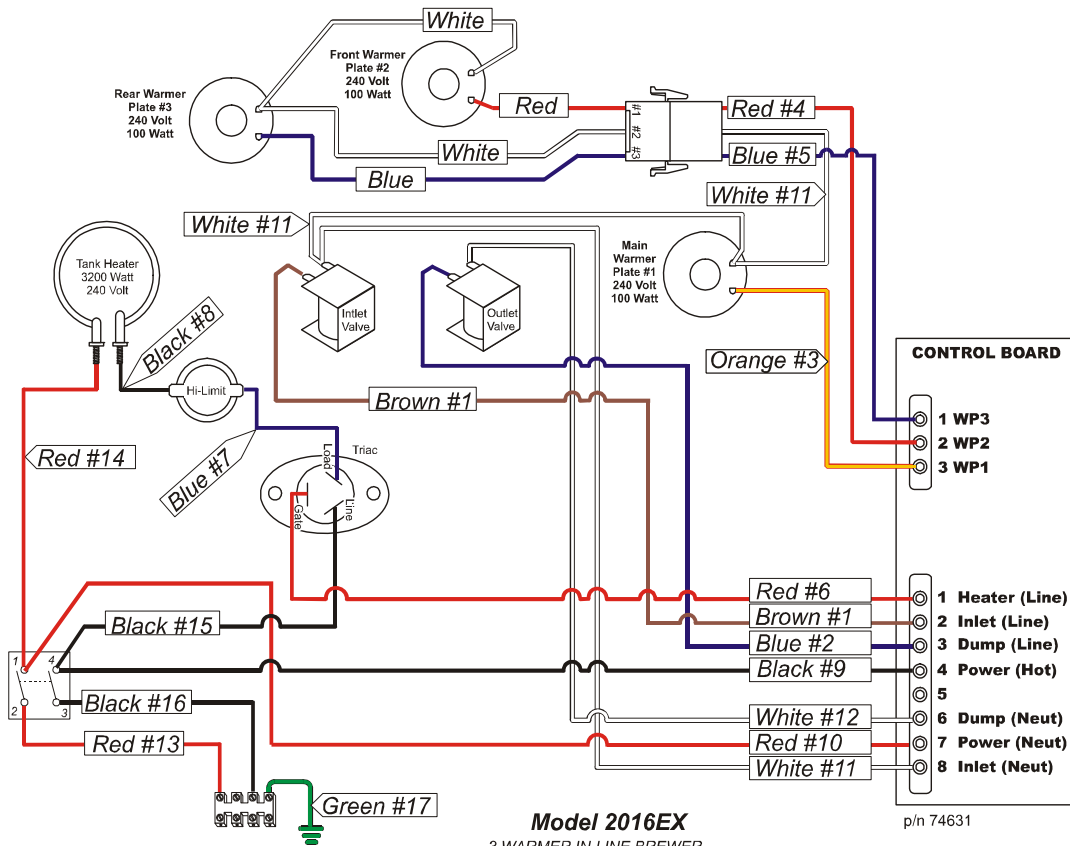 White
Front Warmer
Plate #2
240 Volt
100 Watt
Rear Warmer
Plate #3
240 Volt
100 Watt
Red
#1
#2
#3
Red #4
White
Blue #5
Blue
White #11
White #11
Tank Heater
3200 Watt
240 Volt
Main
Warmer
Plate #1
240 Volt
100 Watt
Inlet
Valve
Outlet
Valve
Black #8
Orange #3
CONTROL BOARD
Hi-Limit
Brown #1
1 WP3
2 WP2
3 WP1
Red #14
Blue #7
Triac
Load
Line
Gate
Red #6
1 Heater (Line)
Brown #1
2 Inlet (Line)
Black #15
Blue #2
3 Dump (Line)
1
4
Black #9
4 Power (Hot)
5
2
3
Black #16
White #12
6 Dump (Neut)
Red #13
Red #10
7 Power (Neut)
White #11
8 Inlet (Neut)
Green #17
Model 2016EX
3 WARMER IN-LINE BREWER
p/n 74631